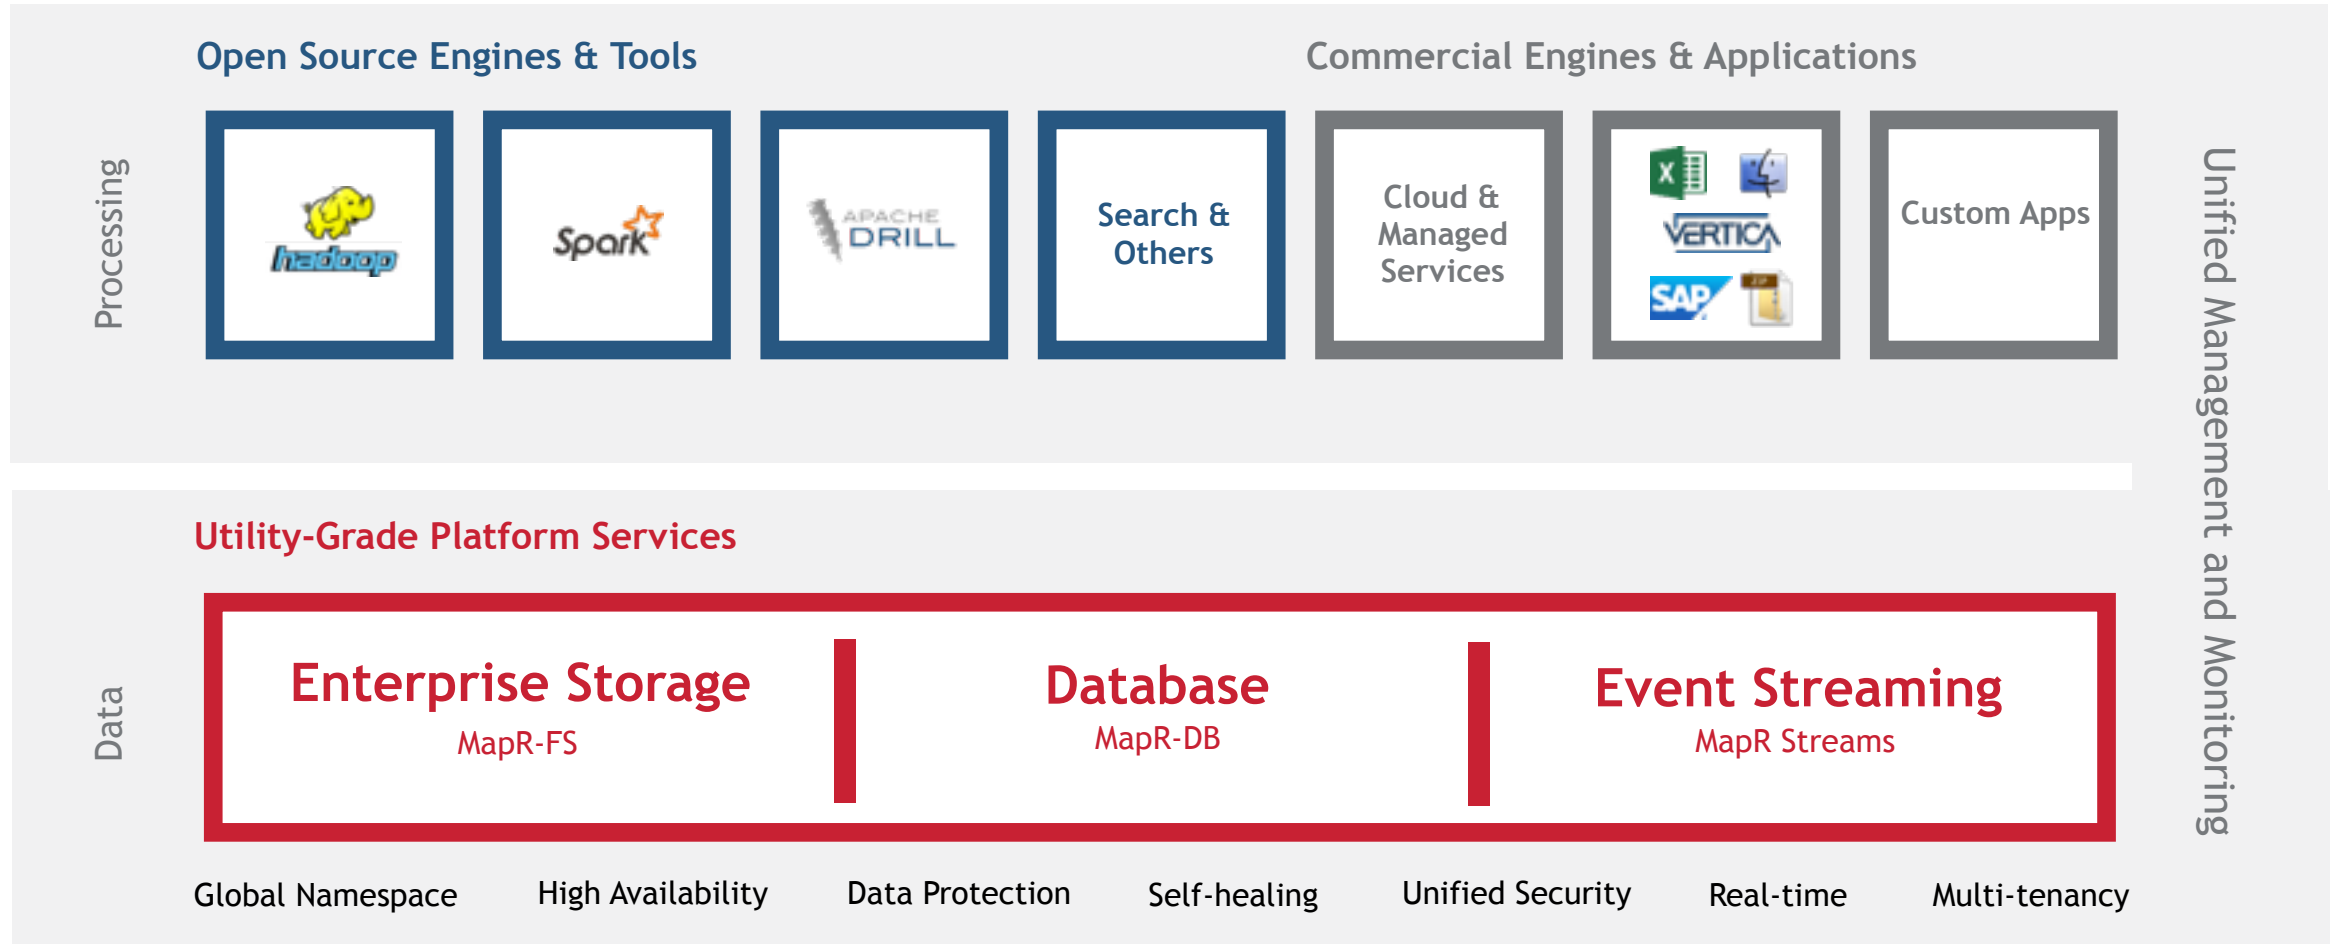 Open Source Engines & Tools
Commercial Engines & Applications
Processing
hadoop
Spark
APACHE
DRILL
Search &
Others
Cloud &
Managed
Services
X
VERTICA
SAP
ZIP
Custom Apps
Unified Management and Monitoring
Utility-Grade Platform Services
Data
Enterprise Storage
MapR-FS
Database
MapR-DB
Event Streaming
MapR Streams
Global Namespace
High Availability
Data Protection
Self-healing
Unified Security
Real-time
Multi-tenancy